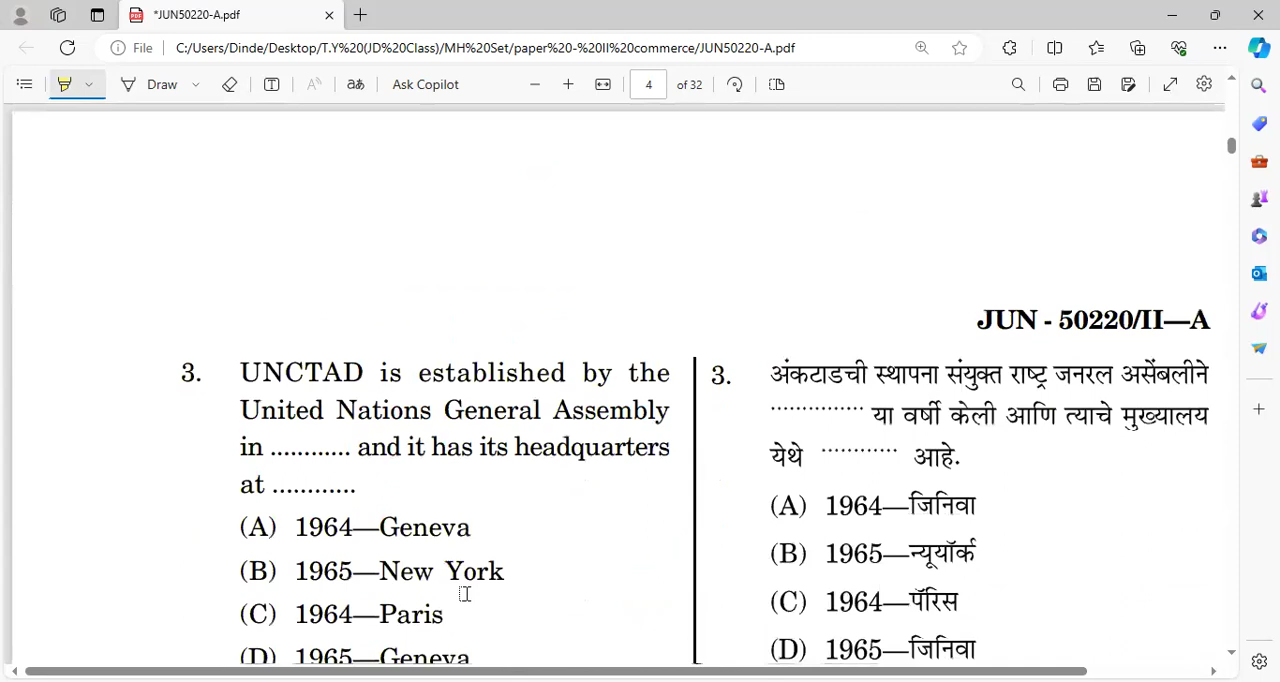 *JUN50220-A.pdf
File C:/Users/Dinde/Desktop/T.Y%20(JD%20Class)/MH%20Set/paper%20-%20II%20commerce/JUN50220-A.pdf
Draw aあ Ask Copilot 4 of 32
JUN - 50220/II—A
3. UNCTAD is established by the
United Nations General Assembly
in ............ and it has its headquarters
at ............
(A) 1964—Geneva
(B) 1965—New York
(C) 1964—Paris
(D) 1965—Geneva
3. अंकटाडची स्थापना संयुक्त राष्ट्र जनरल असेंबलीने
............... या वर्षी केली आणि त्याचे मुख्यालय
येथे ............ आहे.
(A) 1964—जिनिवा
(B) 1965—न्यूयॉर्क
(C) 1964—पॅरिस
(D) 1965—जिनिवा